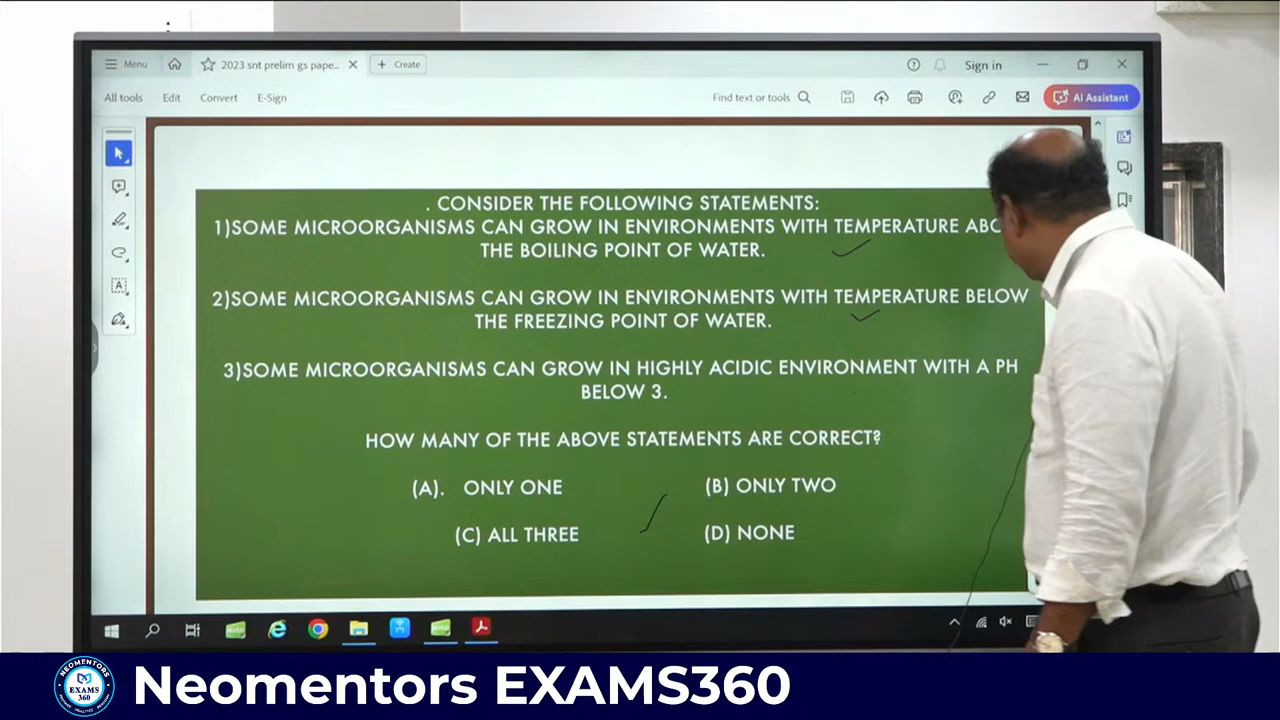 Menu
2023 snt prelim gs pape...
Create
Sign in
All tools
Edit
Convert
E-Sign
Find text or tools
AI Assistant
. CONSIDER THE FOLLOWING STATEMENTS:
1)SOME MICROORGANISMS CAN GROW IN ENVIRONMENTS WITH TEMPERATURE
THE BOILING POINT OF WATER.
2)SOME MICROORGANISMS CAN GROW IN ENVIRONMENTS WITH TEMPERATURE BELOW
THE FREEZING POINT OF WATER.
3)SOME MICROORGANISMS CAN GROW IN HIGHLY ACIDIC ENVIRONMENT WITH A PH
BELOW 3.
HOW MANY OF THE ABOVE STATEMENTS ARE CORRECT?
(A). ONLY ONE
(B) ONLY TWO
(C) ALL THREE
(D) NONE
NEOMENTORS
EXAMS
360
Neomentors EXAMS360